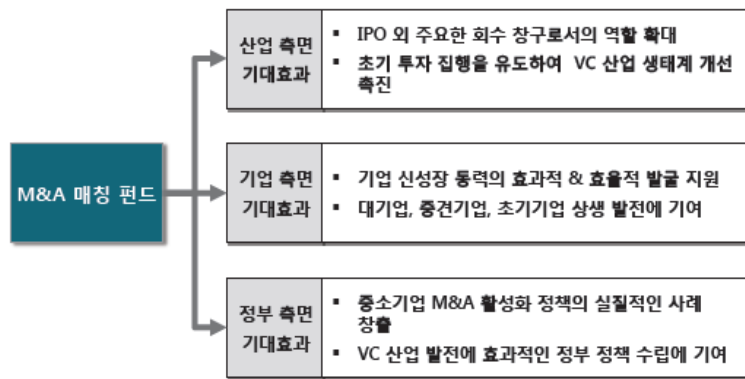 M&A 매칭 펀드
산업 측면
기대효과
▪ IPO 외 주요한 회수 창구로서의 역할 확대
▪ 초기 투자 집행을 유도하여 VC 산업 생태계 개선
촉진
기업 측면
기대효과
▪ 기업 신성장 동력의 효과적 & 효율적 발굴 지원
▪ 대기업, 중견기업, 초기기업 상생 발전에 기여
정부 측면
기대효과
▪ 중소기업 M&A 활성화 정책의 실질적인 사례
창출
▪ VC 산업 발전에 효과적인 정부 정책 수립에 기여